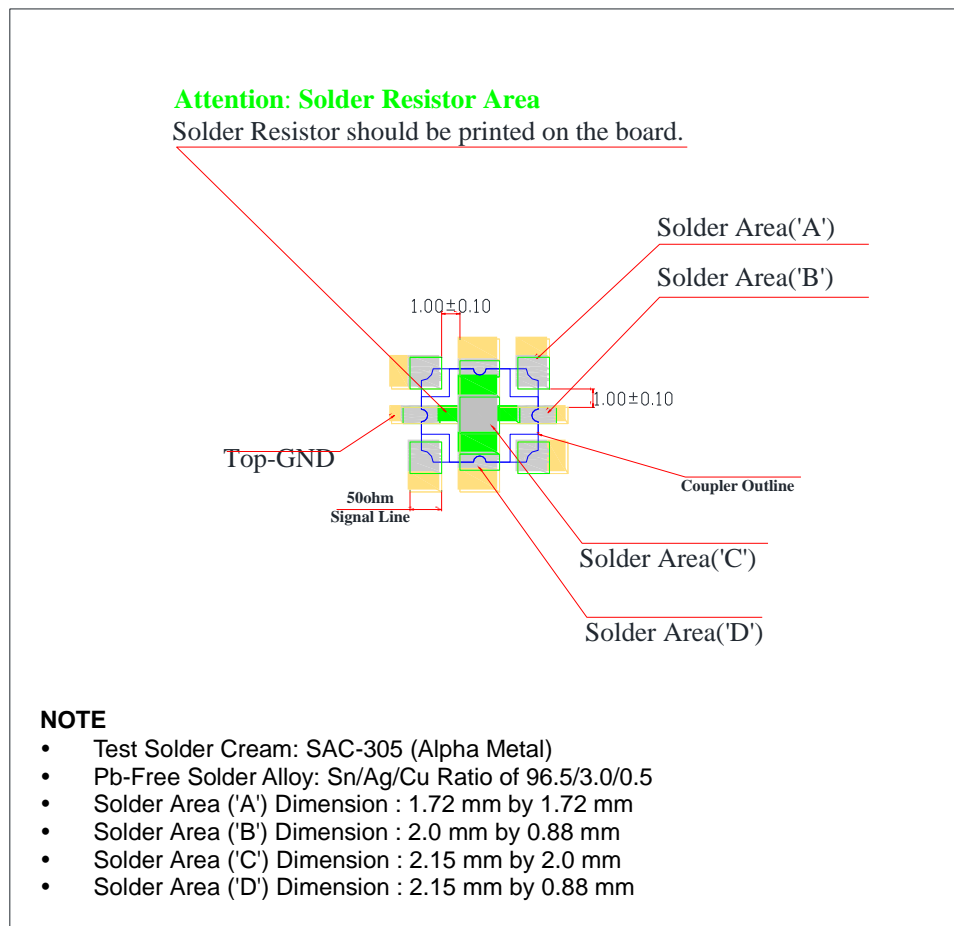 Attention: Solder Resistor Area
Solder Resistor should be printed on the board.
Solder Area('A')
Solder Area('B')
1.00±0.10
1.00±0.10
Top-GND
50ohm
Signal Line
Coupler Outline
Solder Area('C')
Solder Area('D')
NOTE
• Test Solder Cream: SAC-305 (Alpha Metal)
• Pb-Free Solder Alloy: Sn/Ag/Cu Ratio of 96.5/3.0/0.5
• Solder Area ('A') Dimension : 1.72 mm by 1.72 mm
• Solder Area ('B') Dimension : 2.0 mm by 0.88 mm
• Solder Area ('C') Dimension : 2.15 mm by 2.0 mm
• Solder Area ('D') Dimension : 2.15 mm by 0.88 mm